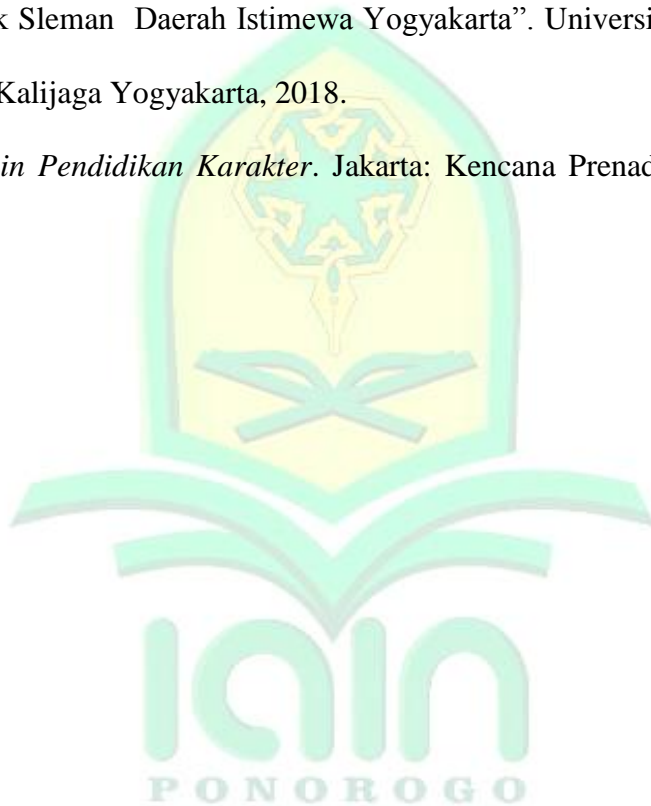 k Sleman Daerah Istimewa Yogyakarta”. Universi
Kalijaga Yogyakarta, 2018.
in Pendidikan Karakter. Jakarta: Kencana Prenad
iain
PONOROGO